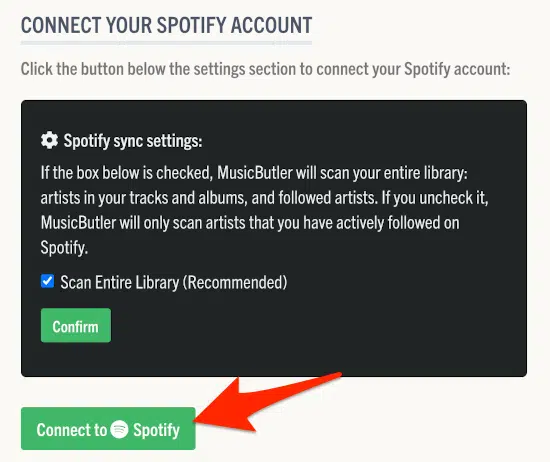 CONNECT YOUR SPOTIFY ACCOUNT
Click the button below the settings section to connect your Spotify account:
Spotify sync settings:
If the box below is checked, MusicButler will scan your entire library:
artists in your tracks and albums, and followed artists. If you uncheck it,
MusicButler will only scan artists that you have actively followed on
Spotify.
Scan Entire Library (Recommended)
Confirm
Connect to Spotify